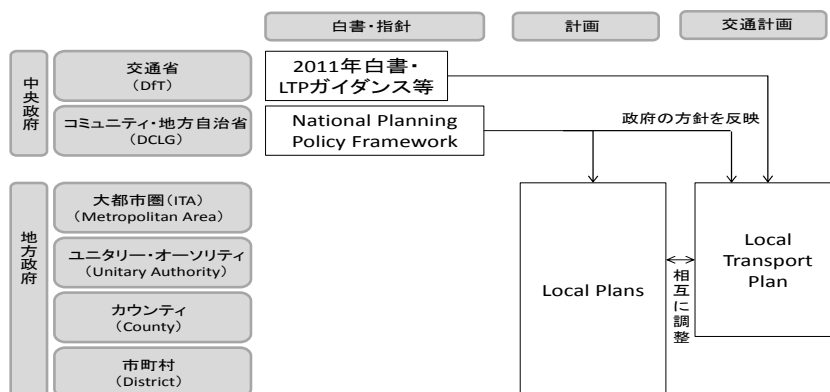 白書・指針
計画
交通計画
中央政府
交通省
(DfT)
2011年白書・
LTPガイダンス等
コミュニティ・地方自治省
(DCLG)
National Planning
Policy Framework
政府の方針を反映
地方政府
大都市圏(ITA)
(Metropolitan Area)
ユニタリー・オーソリティ
(Unitary Authority)
カウンティ
(County)
市町村
(District)
Local Plans
相互に調整
Local
Transport
Plan